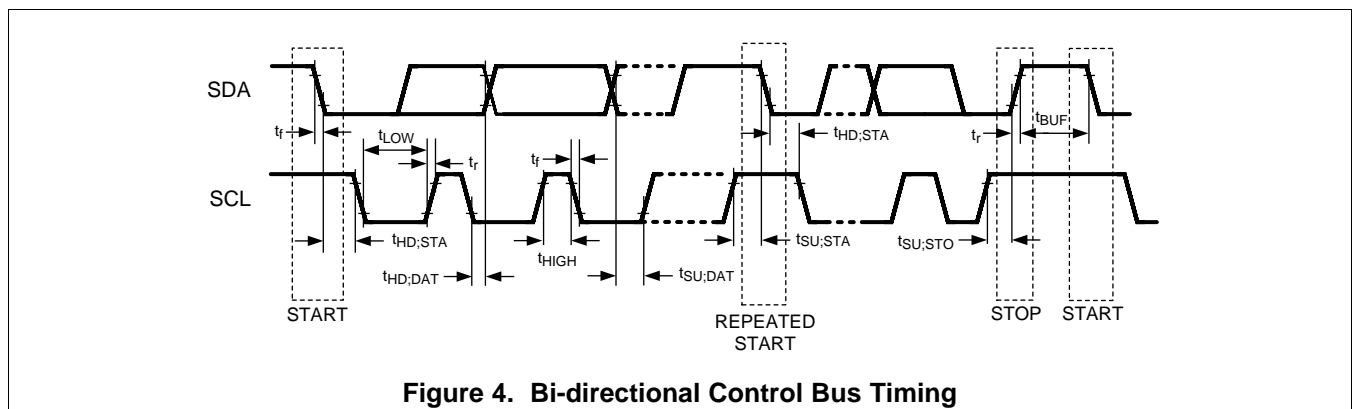 SDA
tf
tLOW
tr
tf
tHD;STA
tr
tBUF
SCL
tHD;STA
tHD;DAT
tHIGH
tSU;DAT
tSU;STA
tSU;STO
START
REPEATED
START
STOP
START
Figure 4. Bi-directional Control Bus Timing